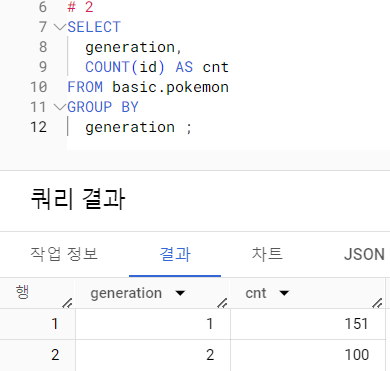 6 # 2
7 SELECT
8 generation,
9 COUNT(id) AS cnt
10 FROM basic.pokemon
11 GROUP BY
12 generation ;
쿼리 결과
작업 정보 결과 차트 JSON
행 generation cnt
1 1 151
2 2 100